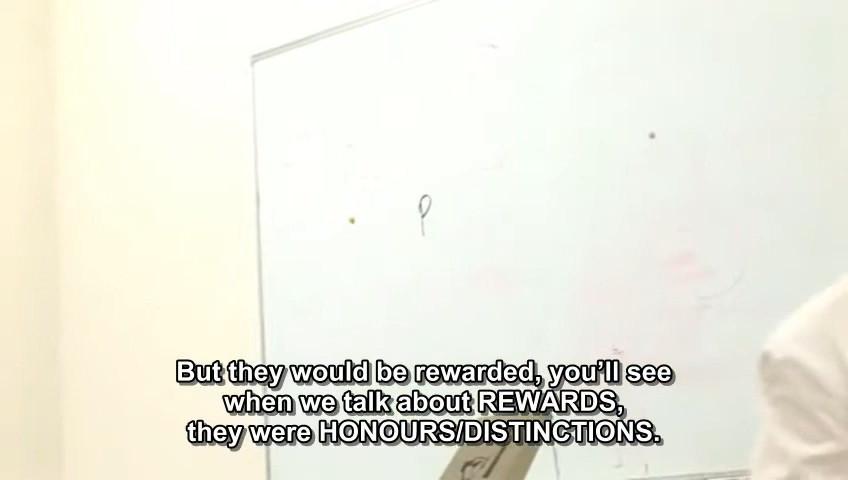 P
But they would be rewarded, you'll see
when we talk about REWARDS,
they were HONOURS/DISTINCTIONS.